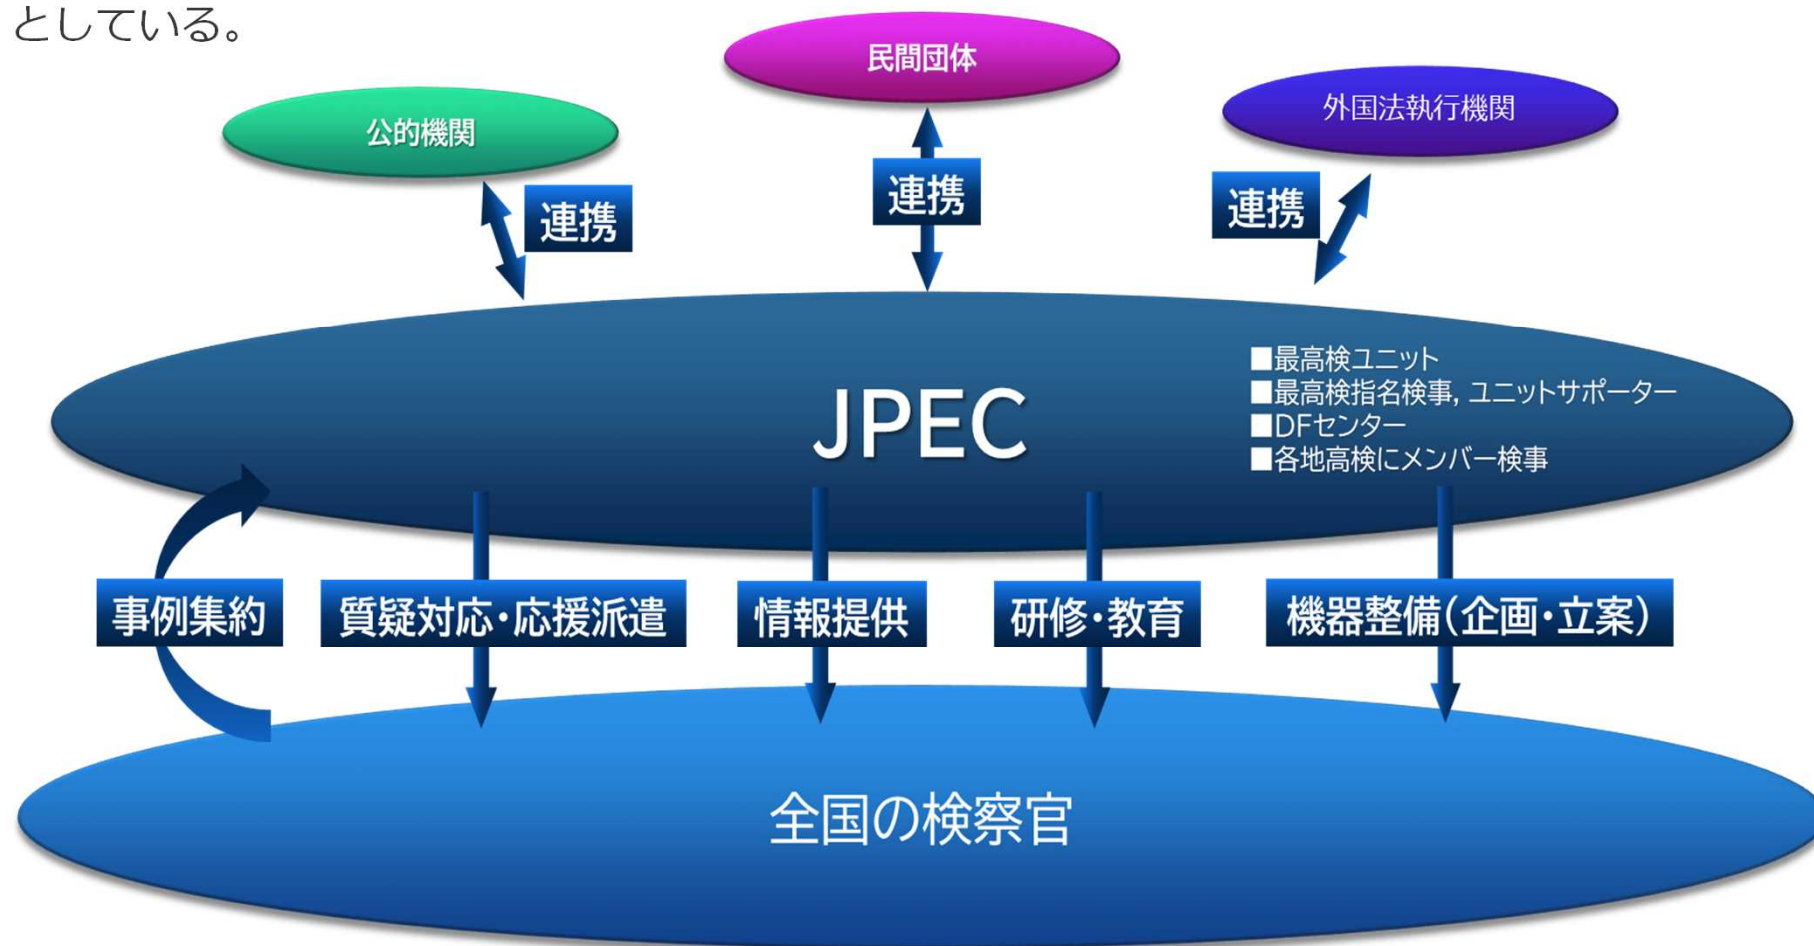 としている。
民間団体
公的機関
外国法執行機関
連携
連携
連携
JPEC
■最高検ユニット
■最高検指名検事, ユニットサポーター
■DFセンター
■各地高検にメンバー検事
事例集約
質疑対応・応援派遣
情報提供
研修・教育
機器整備(企画・立案)
全国の検察官